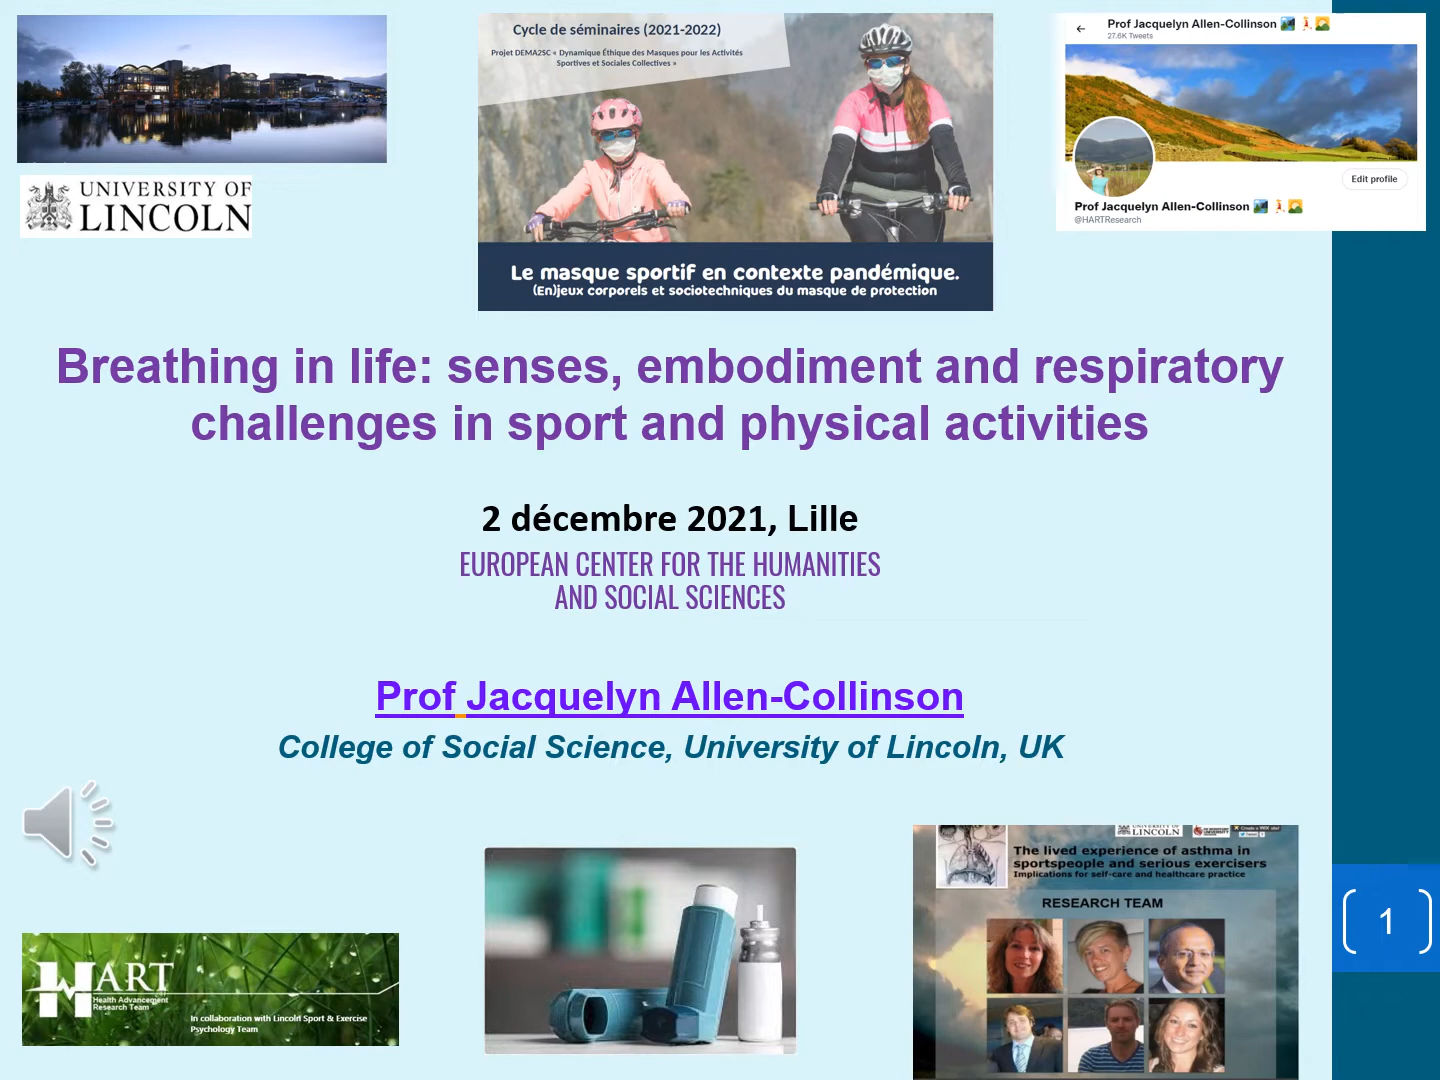 UNIVERSITY OF
LINCOLN
Cycle de séminaires (2021-2022)
Projet DEMA2SC « Dynamique Éthique des Masques pour les Activités
Sportives et Sociales Collectives »
Le masque sportif en contexte pandémique.
(En)jeux corporels et sociotechniques du masque de protection
Prof Jacquelyn Allen-Collinson
27.6K Tweets
Edit profile
Prof Jacquelyn Allen-Collinson
@HARTResearch
Breathing in life: senses, embodiment and respiratory
challenges in sport and physical activities
2 décembre 2021, Lille
EUROPEAN CENTER FOR THE HUMANITIES
AND SOCIAL SCIENCES
Prof Jacquelyn Allen-Collinson
College of Social Science, University of Lincoln, UK
HART
Health Advancement
Research Team
In collaboration with Lincoln Sport & Exercise
Psychology Team
UNIVERSITY OF
LINCOLN
The lived experience of asthma in
sportspeople and serious exercisers
Implications for self-care and healthcare practice
RESEARCH TEAM
1